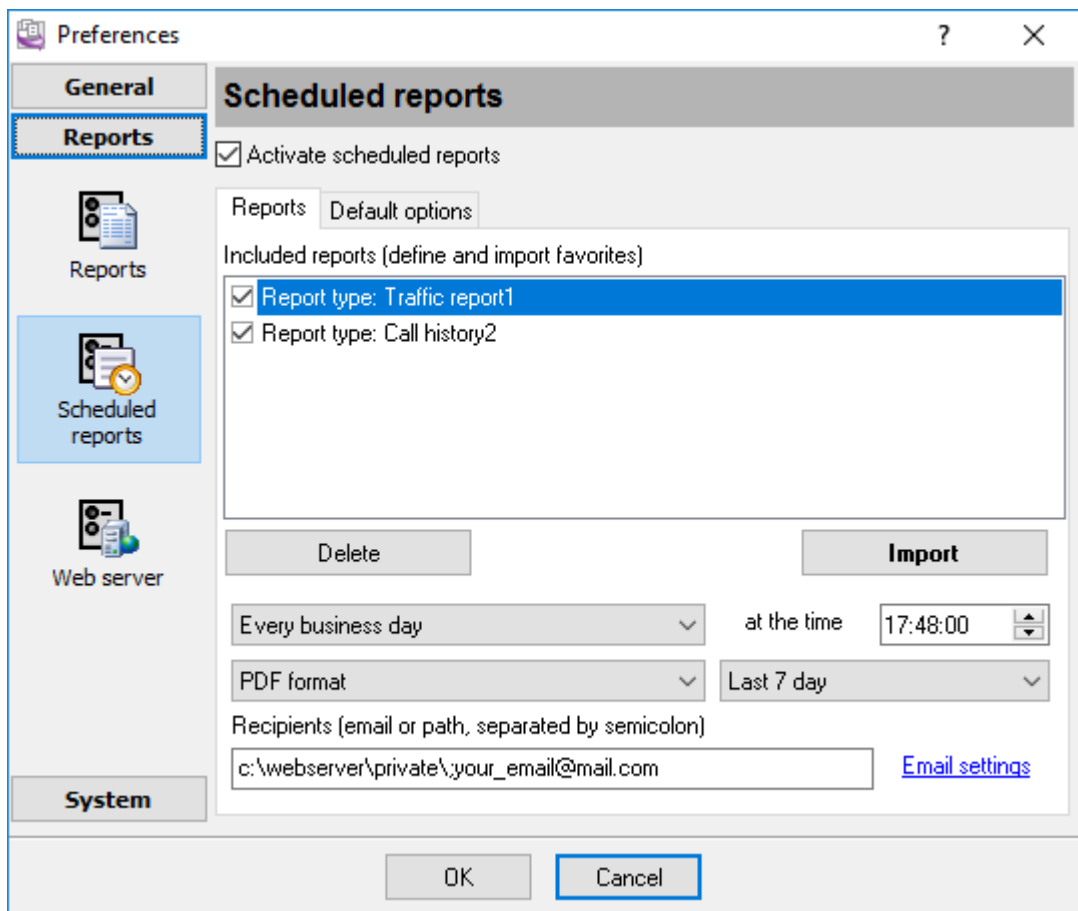 Preferences
General
Reports
Reports
Scheduled
reports
Web server
System
Scheduled reports
Activate scheduled reports
Reports Default options
Included reports (define and import favorites)
Report type: Traffic report1
Report type: Call history2
Delete Import
Every business day at the time 17:48:00
PDF format Last 7 day
Recipients (email or path, separated by semicolon)
c:\webserver\private\;your_email@mail.com Email settings
OK Cancel